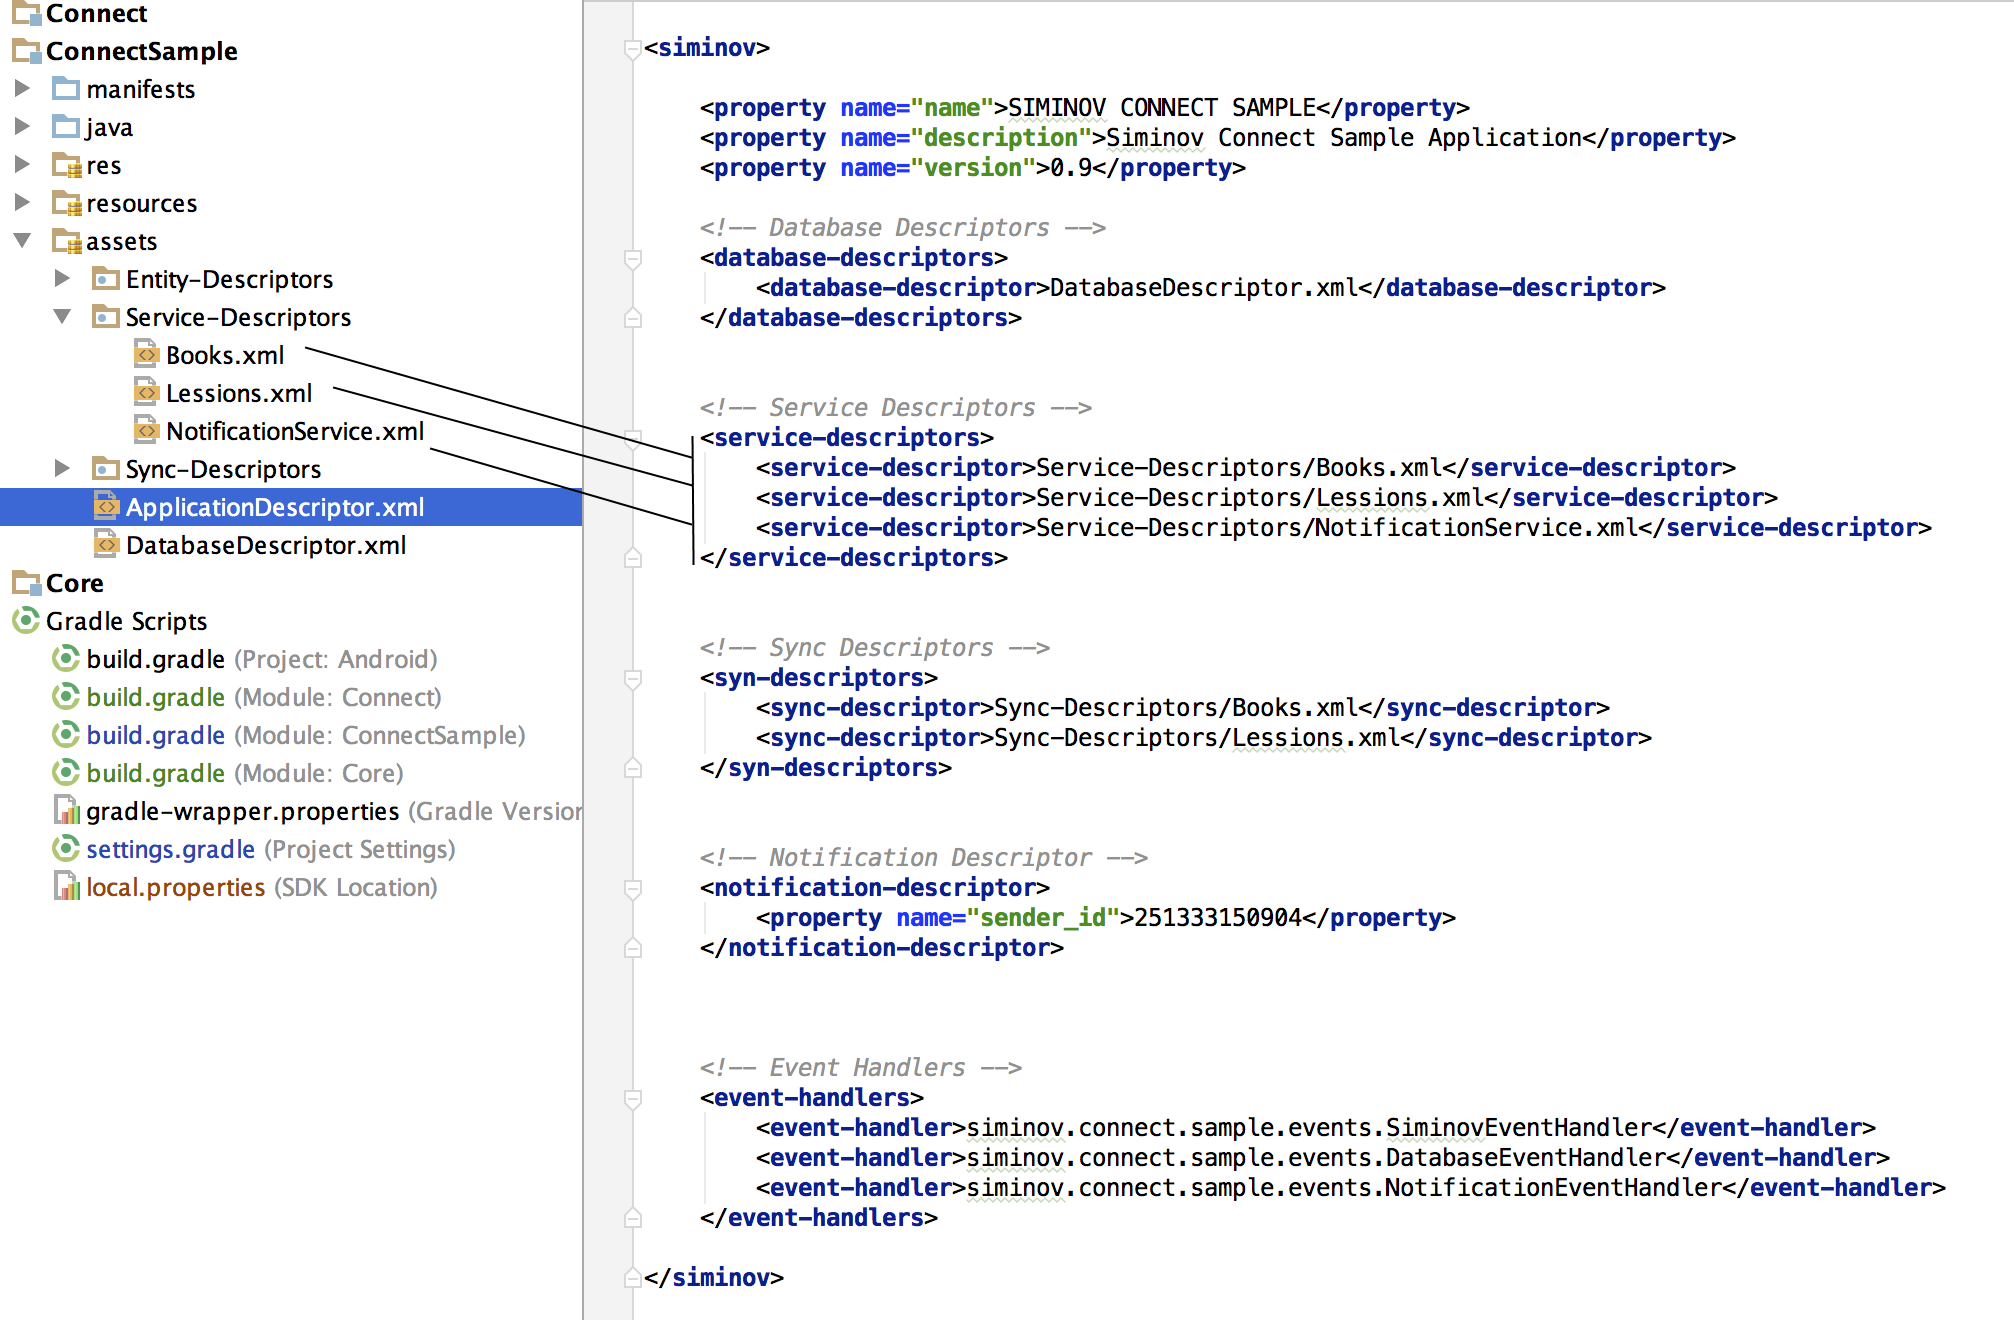 Connect
ConnectSample
manifests
java
res
resources
assets
Entity-Descriptors
Service-Descriptors
Books.xml
Lessions.xml
NotificationService.xml
Sync-Descriptors
ApplicationDescriptor.xml
DatabaseDescriptor.xml
Core
Gradle Scripts
build.gradle (Project: Android)
build.gradle (Module: Connect)
build.gradle (Module: ConnectSample)
build.gradle (Module: Core)
gradle-wrapper.properties (Gradle Version
settings.gradle (Project Settings)
local.properties (SDK Location)
<siminov>
<property name="name">SIMINOV CONNECT SAMPLE</property>
<property name="description">Siminov Connect Sample Application</property>
<property name="version">0.9</property>
<!-- Database Descriptors -->
<database-descriptors>
<database-descriptor>DatabaseDescriptor.xml</database-descriptor>
</database-descriptors>
<!-- Service Descriptors -->
<service-descriptors>
<service-descriptor>Service-Descriptors/Books.xml</service-descriptor>
<service-descriptor>Service-Descriptors/Lessions.xml</service-descriptor>
<service-descriptor>Service-Descriptors/NotificationService.xml</service-descriptor>
</service-descriptors>
<!-- Sync Descriptors -->
<syn-descriptors>
<sync-descriptor>Sync-Descriptors/Books.xml</sync-descriptor>
<sync-descriptor>Sync-Descriptors/Lessions.xml</sync-descriptor>
</syn-descriptors>
<!-- Notification Descriptor -->
<notification-descriptor>
<property name="sender_id">251333150904</property>
</notification-descriptor>
<!-- Event Handlers -->
<event-handlers>
<event-handler>siminov.connect.sample.events.SiminovEventHandler</event-handler>
<event-handler>siminov.connect.sample.events.DatabaseEventHandler</event-handler>
<event-handler>siminov.connect.sample.events.NotificationEventHandler</event-handler>
</event-handlers>
</siminov>